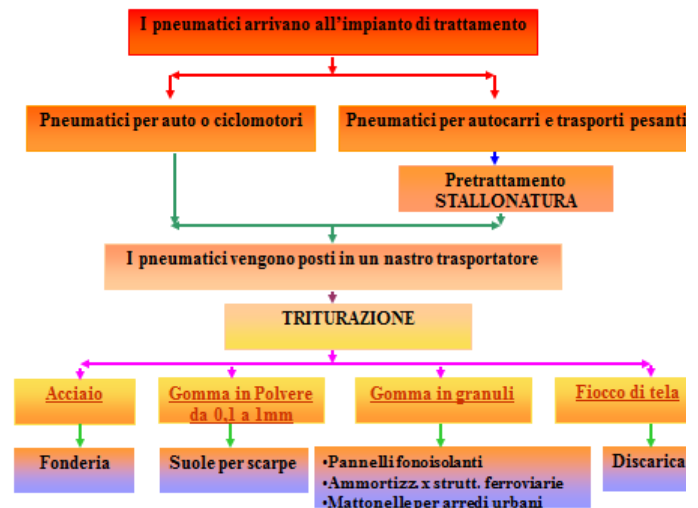 I pneumatici arrivano all'impianto di trattamento
Pneumatici per auto o ciclomotori
Pneumatici per autocarri e trasporti pesanti
Pretrattamento
STALLONATURA
I pneumatici vengono posti in un nastro trasportatore
TRITURAZIONE
Acciaio
Gomma in Polvere
da 0,1 a 1mm
Gomma in granuli
Fiocco di tela
Fonderia
Suole per scarpe
•Pannelli fonoisolanti
•Ammortizz. x strutt. ferroviarie
•Mattonelle per arredi urbani
Discarica